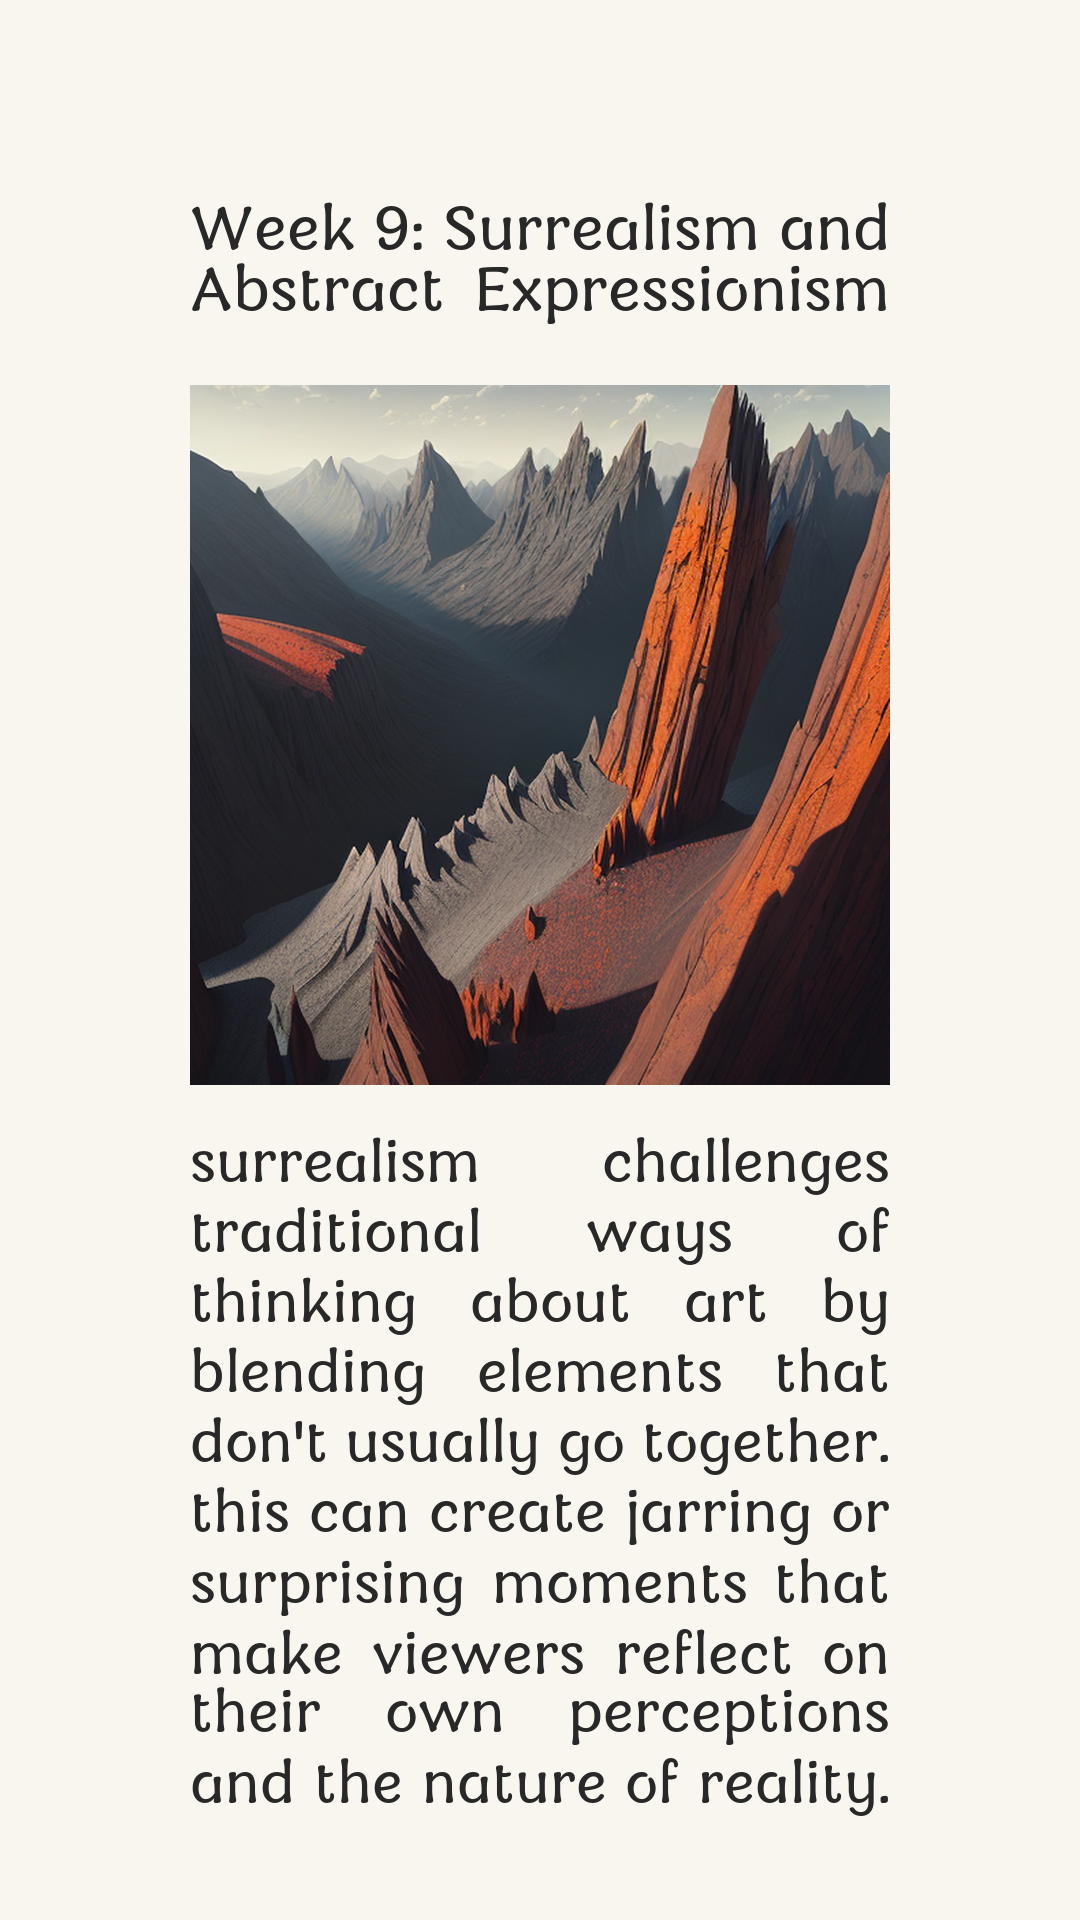 Week 9: Surrealism and
Abstract Expressionism
surrealism challenges
traditional ways of
thinking about art by
blending elements that
don't usually go together.
this can create jarring or
surprising moments that
make viewers reflect on
their own perceptions
and the nature of reality.